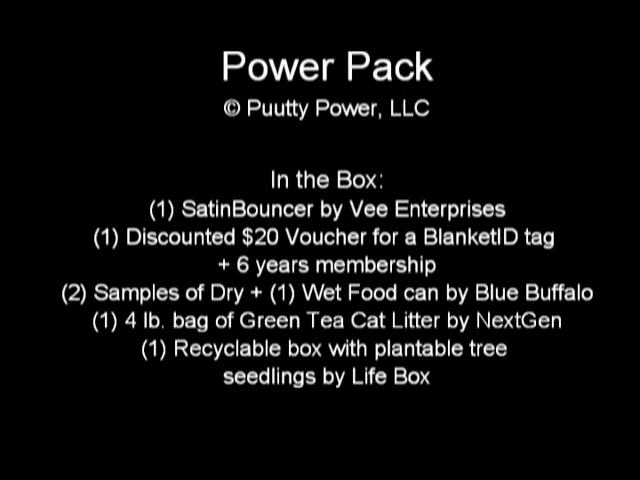 Power Pack
© Puutty Power, LLC
In the Box:
(1) SatinBouncer by Vee Enterprises
(1) Discounted $20 Voucher for a BlanketID tag
+ 6 years membership
(2) Samples of Dry + (1) Wet Food can by Blue Buffalo
(1) 4 lb. bag of Green Tea Cat Litter by NextGen
(1) Recyclable box with plantable tree
seedlings by Life Box